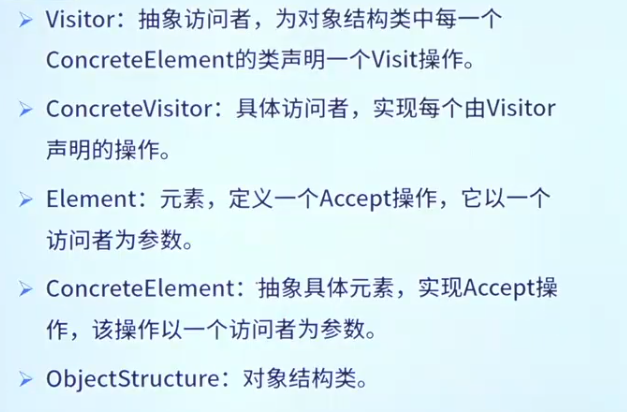 Visitor：抽象访问者，为对象结构类中每一个
ConcreteElement的类声明一个Visit操作。
ConcreteVisitor：具体访问者，实现每个由Visitor
声明的操作。
Element：元素，定义一个Accept操作，它以一个
访问者为参数。
ConcreteElement：抽象具体元素，实现Accept操
作，该操作以一个访问者为参数。
ObjectStructure：对象结构类。